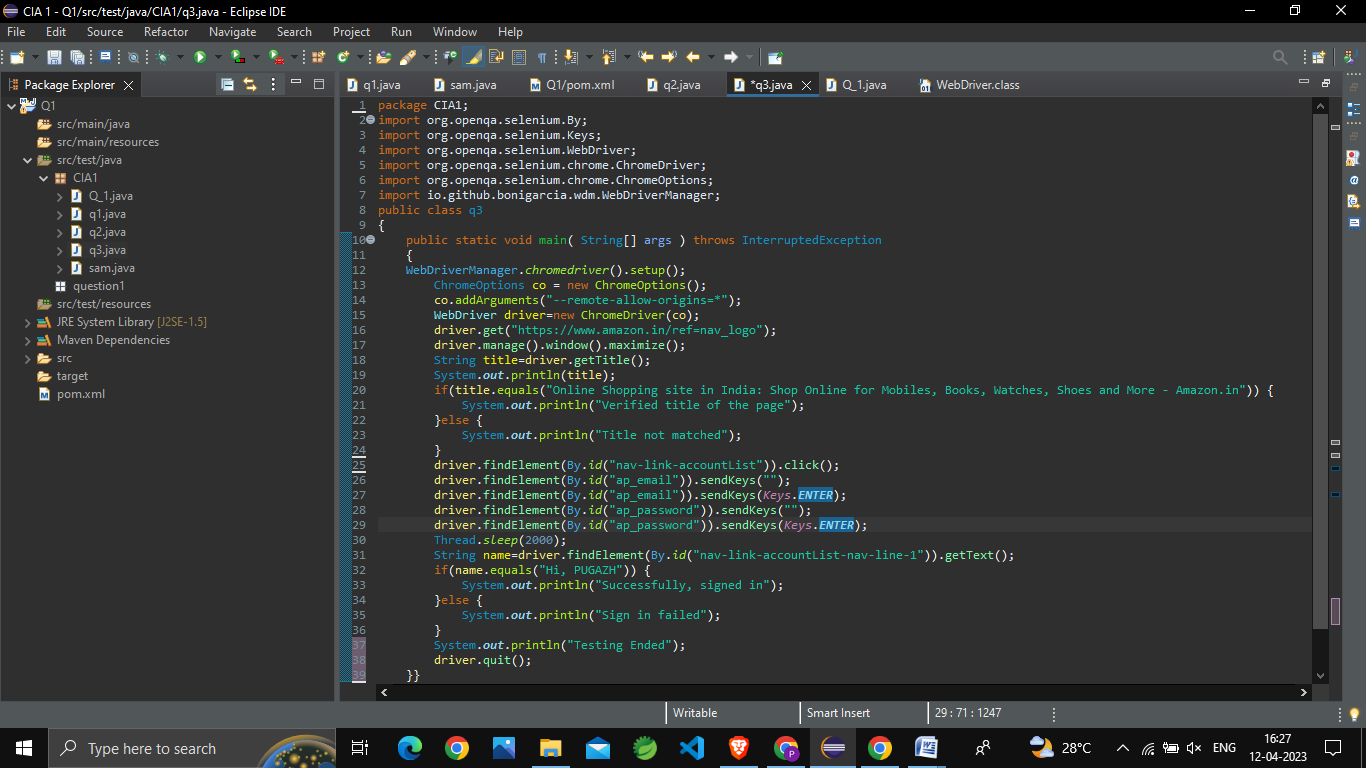 CIA 1 - Q1/src/test/java/CIA1/q3.java - Eclipse IDE
File Edit Source Refactor Navigate Search Project Run Window Help
Package Explorer
q1.java sam.java Q1/pom.xml q2.java *q3.java Q_1.java WebDriver.class
Q1
src/main/java
src/main/resources
src/test/java
CIA1
Q_1.java
q1.java
q2.java
q3.java
sam.java
question1
src/test/resources
JRE System Library [J2SE-1.5]
Maven Dependencies
src
target
pom.xml
1 package CIA1;
2 import org.openqa.selenium.By;
3 import org.openqa.selenium.Keys;
4 import org.openqa.selenium.WebDriver;
5 import org.openqa.selenium.chrome.ChromeDriver;
6 import org.openqa.selenium.chrome.ChromeOptions;
7 import io.github.bonigarcia.wdm.WebDriverManager;
8 public class q3
9 {
10 public static void main( String[] args ) throws InterruptedException
11 {
12 WebDriverManager.chromedriver().setup();
13 ChromeOptions co = new ChromeOptions();
14 co.addArguments("--remote-allow-origins=*");
15 WebDriver driver=new ChromeDriver(co);
16 driver.get("https://www.amazon.in/ref=nav_logo");
17 driver.manage().window().maximize();
18 String title=driver.getTitle();
19 System.out.println(title);
20 if(title.equals("Online Shopping site in India: Shop Online for Mobiles, Books, Watches, Shoes and More - Amazon.in")) {
21 System.out.println("Verified title of the page");
22 }else {
23 System.out.println("Title not matched");
24 }
25 driver.findElement(By.id("nav-link-accountList")).click();
26 driver.findElement(By.id("ap_email")).sendKeys("");
27 driver.findElement(By.id("ap_email")).sendKeys(Keys.ENTER);
28 driver.findElement(By.id("ap_password")).sendKeys("");
29 driver.findElement(By.id("ap_password")).sendKeys(Keys.ENTER);
30 Thread.sleep(2000);
31 String name=driver.findElement(By.id("nav-link-accountList-nav-line-1")).getText();
32 if(name.equals("Hi, PUGAZH")) {
33 System.out.println("Successfully, signed in");
34 }else {
35 System.out.println("Sign in failed");
36 }
37 System.out.println("Testing Ended");
38 driver.quit();
39 }}
Writable Smart Insert 29 : 71 : 1247
Type here to search
28°C ENG
16:27
12-04-2023